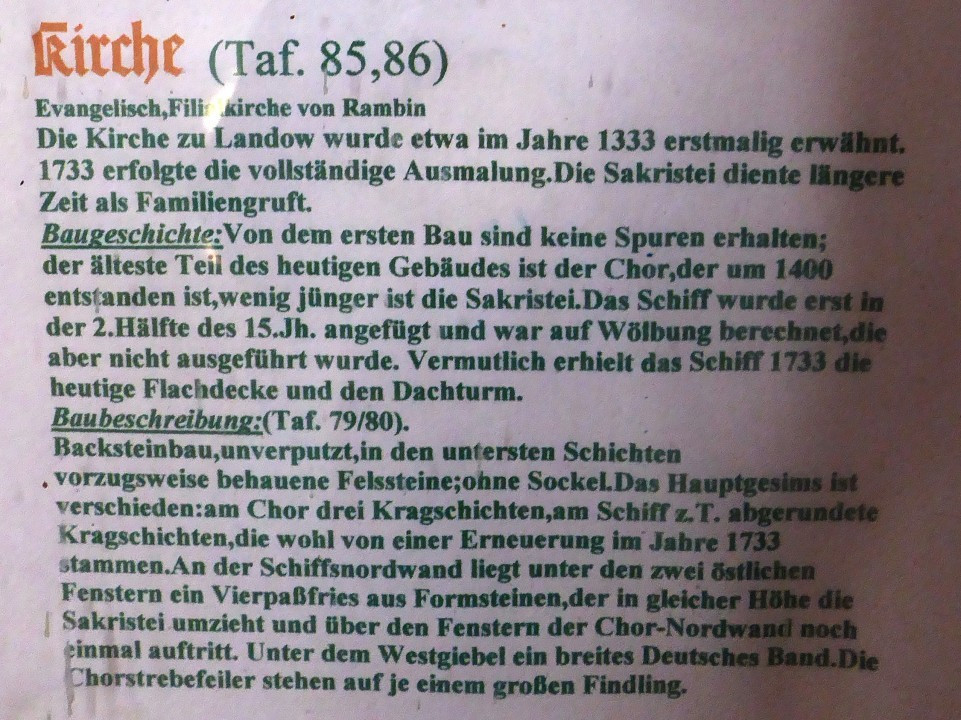 Kirche (Taf. 85,86)
Evangelisch,Filialkirche von Rambin
Die Kirche zu Landow wurde etwa im Jahre 1333 erstmalig erwähnt.
1733 erfolgte die vollständige Ausmalung.Die Sakristei diente längere
Zeit als Familiengruft.
Baugeschichte:Von dem ersten Bau sind keine Spuren erhalten;
der älteste Teil des heutigen Gebäudes ist der Chor,der um 1400
entstanden ist,wenig jünger ist die Sakristei.Das Schiff wurde erst in
der 2.Hälfte des 15.Jh. angefügt und war auf Wölbung berechnet,die
aber nicht ausgeführt wurde. Vermutlich erhielt das Schiff 1733 die
heutige Flachdecke und den Dachturm.
Baubeschreibung:(Taf. 79/80).
Backsteinbau,unverputzt,in den untersten Schichten
vorzugsweise behauene Felssteine;ohne Sockel.Das Hauptgesims ist
verschieden:am Chor drei Kragschichten,am Schiff z.T. abgerundete
Kragschichten,die wohl von einer Erneuerung im Jahre 1733
stammen.An der Schiffsnordwand liegt unter den zwei östlichen
Fenstern ein Vierpaßfries aus Formsteinen,der in gleicher Höhe die
Sakristei umzieht und über den Fenstern der Chor-Nordwand noch
einmal auftritt. Unter dem Westgiebel ein breites Deutsches Band.Die
Chorstrebefeiler stehen auf je einem großen Findling.